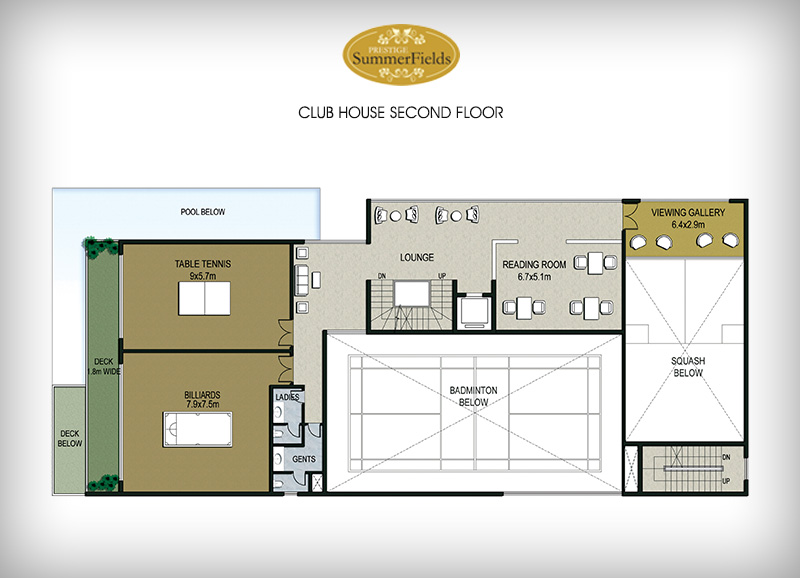 PRESTIGE
SummerFields
CLUB HOUSE SECOND FLOOR
POOL BELOW
VIEWING GALLERY
6.4x2.9m
TABLE TENNIS
9x5.7m
LOUNGE
READING ROOM
6.7x5.1m
DN
UP
DECK
1.8m WIDE
SQUASH
BELOW
BADMINTON
BELOW
BILLIARDS
7.9x7.5m
LADIES
DECK
BELOW
GENTS
DN
UP